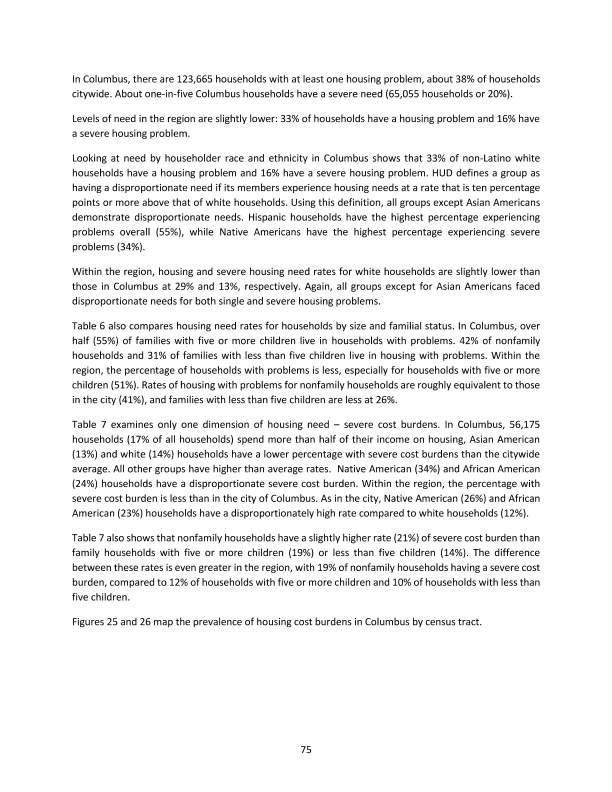 In Columbus, there are 123,665 households with at least one housing problem, about 38% of households
citywide. About one-in-five Columbus households have a severe need (65,055 households or 20%).
Levels of need in the region are slightly lower: 33% of households have a housing problem and 16% have
a severe housing problem.
Looking at need by householder race and ethnicity in Columbus shows that 33% of non-Latino white
households have a housing problem and 16% have a severe housing problem. HUD defines a group as
having a disproportionate need if its members experience housing needs at a rate that is ten percentage
points or more above that of white households. Using this definition, all groups except Asian Americans
demonstrate disproportionate needs. Hispanic households have the highest percentage experiencing
problems overall (55%), while Native Americans have the highest percentage experiencing severe
problems (34%).
Within the region, housing and severe housing need rates for white households are slightly lower than
those in Columbus at 29% and 13%, respectively. Again, all groups except for Asian Americans faced
disproportionate needs for both single and severe housing problems.
Table 6 also compares housing need rates for households by size and familial status. In Columbus, over
half (55%) of families with five or more children live in households with problems. 42% of nonfamily
households and 31% of families with less than five children live in housing with problems. Within the
region, the percentage of households with problems is less, especially for households with five or more
children (51%). Rates of housing with problems for nonfamily households are roughly equivalent to those
in the city (41%), and families with less than five children are less at 26%.
Table 7 examines only one dimension of housing need – severe cost burdens. In Columbus, 56,175
households (17% of all households) spend more than half of their income on housing, Asian American
(13%) and white (14%) households have a lower percentage with severe cost burdens than the citywide
average. All other groups have higher than average rates. Native American (34%) and African American
(24%) households have a disproportionate severe cost burden. Within the region, the percentage with
severe cost burden is less than in the city of Columbus. As in the city, Native American (26%) and African
American (23%) households have a disproportionately high rate compared to white households (12%).
Table 7 also shows that nonfamily households have a slightly higher rate (21%) of severe cost burden than
family households with five or more children (19%) or less than five children (14%). The difference
between these rates is even greater in the region, with 19% of nonfamily households having a severe cost
burden, compared to 12% of households with five or more children and 10% of households with less than
five children.
Figures 25 and 26 map the prevalence of housing cost burdens in Columbus by census tract.
75